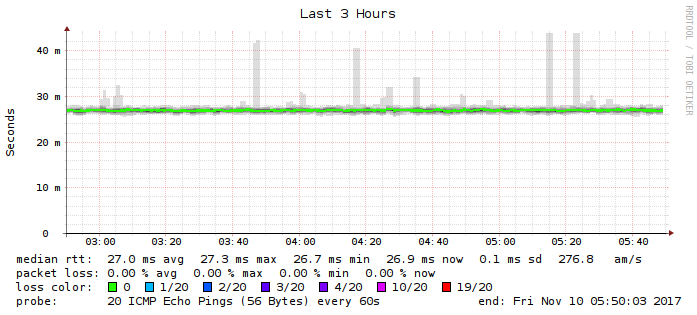 Last 3 Hours
RRDTOOL / TOBI OETIKER
Seconds
40 m
30 m
20 m
10 m
0
03:00 03:20 03:40 04:00 04:20 04:40 05:00 05:20 05:40
median rtt: 27.0 ms avg 27.3 ms max 26.7 ms min 26.9 ms now 0.1 ms sd 276.8 am/s
packet loss: 0.00 % avg 0.00 % max 0.00 % min 0.00 % now
loss color: 0 1/20 2/20 3/20 4/20 10/20 19/20
probe: 20 ICMP Echo Pings (56 Bytes) every 60s end: Fri Nov 10 05:50:03 2017